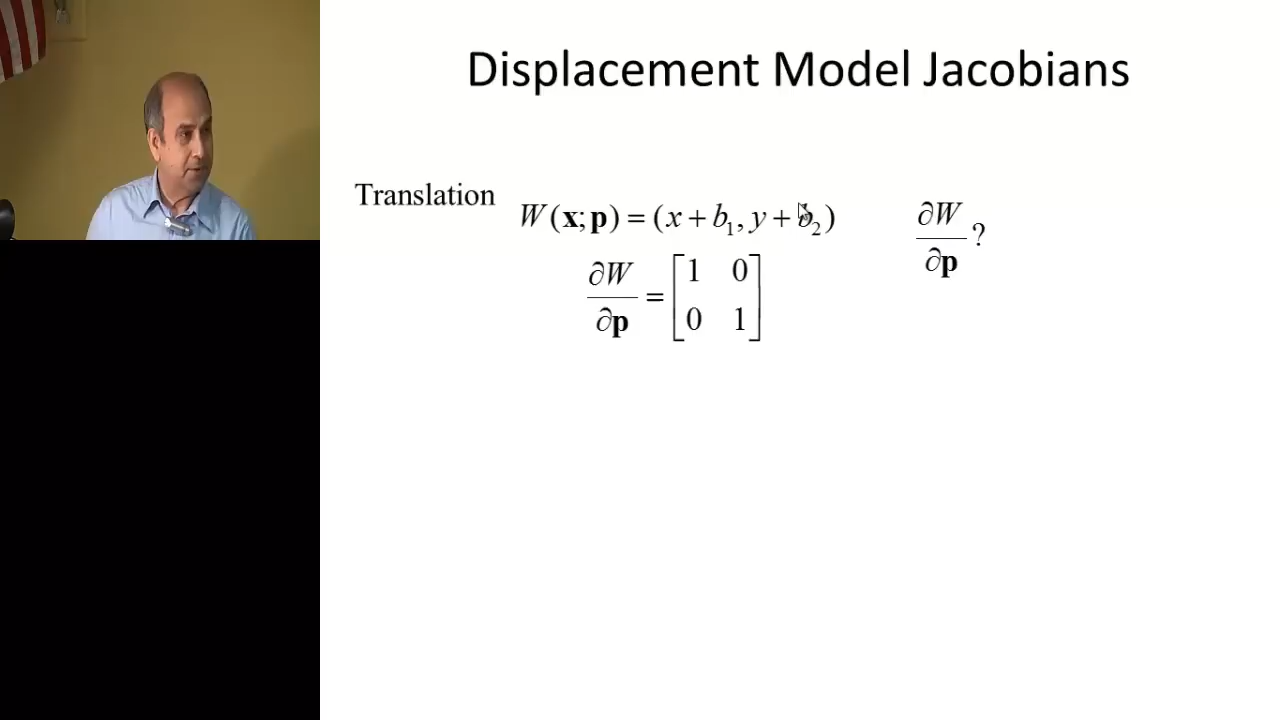 Displacement Model Jacobians
Translation
W(x;p) = (x + b₁, y + b₂)
∂W/∂p = [1 0
0 1]
∂W/∂p ?